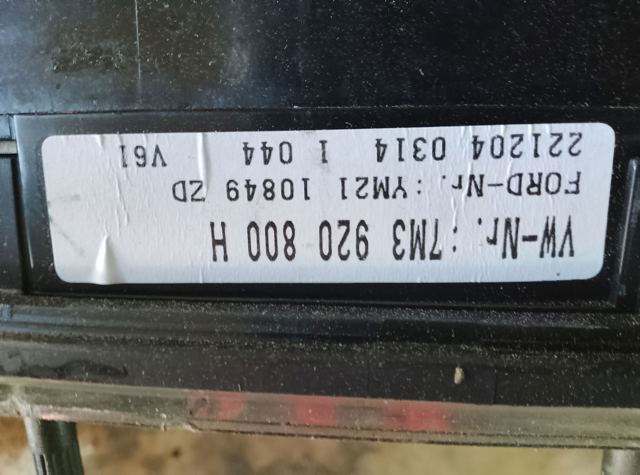 VW-Nr.: 7M3 920 800 H
FORD-Nr.: YM21 10849 ZD
221204 0314 1 044 V61